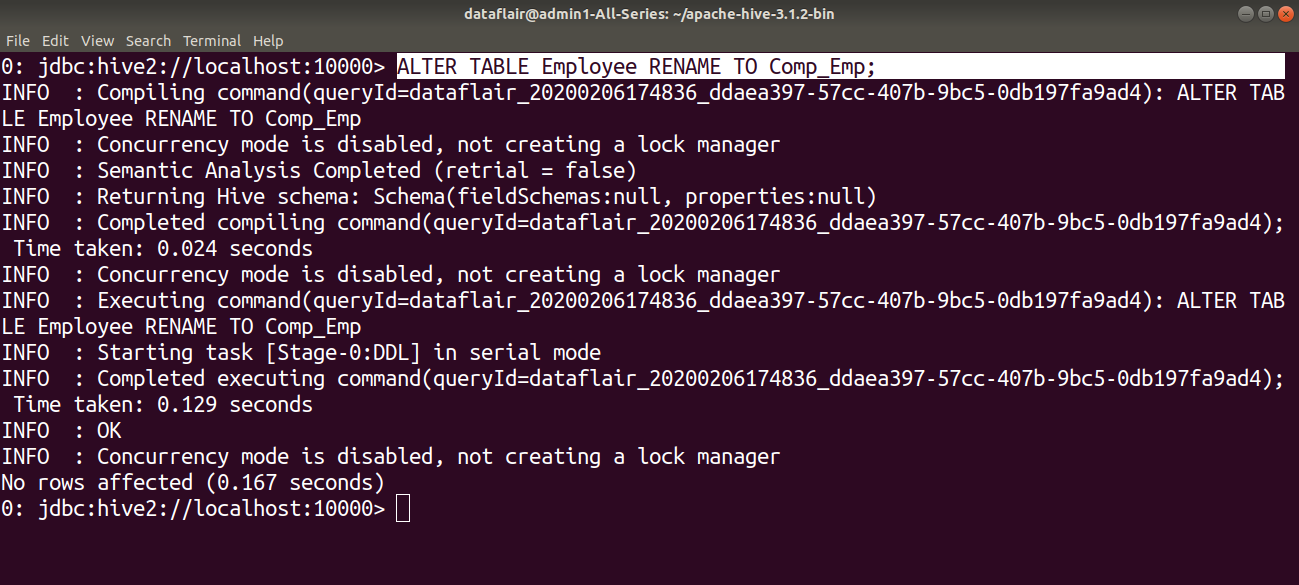 dataflair@admin1-All-Series: ~/apache-hive-3.1.2-bin
File Edit View Search Terminal Help
0: jdbc:hive2://localhost:10000> ALTER TABLE Employee RENAME TO Comp_Emp;
INFO  : Compiling command(queryId=dataflair_20200206174836_ddaea397-57cc-407b-9bc5-0db197fa9ad4): ALTER TAB
LE Employee RENAME TO Comp_Emp
INFO  : Concurrency mode is disabled, not creating a lock manager
INFO  : Semantic Analysis Completed (retrial = false)
INFO  : Returning Hive schema: Schema(fieldSchemas:null, properties:null)
INFO  : Completed compiling command(queryId=dataflair_20200206174836_ddaea397-57cc-407b-9bc5-0db197fa9ad4);
 Time taken: 0.024 seconds
INFO  : Concurrency mode is disabled, not creating a lock manager
INFO  : Executing command(queryId=dataflair_20200206174836_ddaea397-57cc-407b-9bc5-0db197fa9ad4): ALTER TAB
LE Employee RENAME TO Comp_Emp
INFO  : Starting task [Stage-0:DDL] in serial mode
INFO  : Completed executing command(queryId=dataflair_20200206174836_ddaea397-57cc-407b-9bc5-0db197fa9ad4);
 Time taken: 0.129 seconds
INFO  : OK
INFO  : Concurrency mode is disabled, not creating a lock manager
No rows affected (0.167 seconds)
0: jdbc:hive2://localhost:10000>